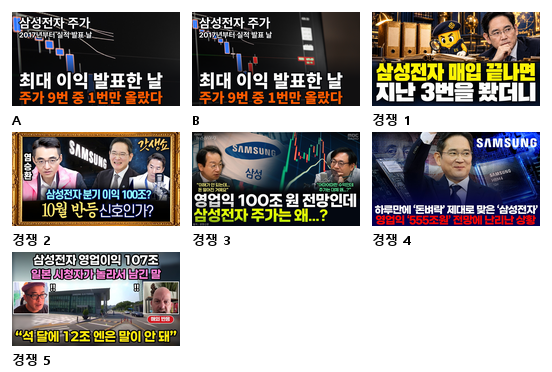 삼성전자 주가
2017년부터 실적 발표 날
최대 이익 발표한 날
주가 9번 중 1번만 올랐다
A
삼성전자 주가
2017년부터 실적 발표 날
최대 이익 발표한 날
주가 9번 중 1번만 올랐다
B
삼성전자 매입 끝나면
지난 3번을 봤더니
경쟁 1
염승환
SAMSUNG
삼성전자 분기 이익 100조?
10월 반등 신호인가?
경쟁 2
SAMSUNG
삼성
영업익 100조 원 전망인데
삼성전자 주가는 왜...?
경쟁 3
SAMSUNG
하루만에 '돈벼락' 제대로 맞은 '삼성전자'
영업익 '555조원' 전망에 난리난 상황
경쟁 4
삼성전자 영업이익 107조
일본 시청자가 놀라서 남긴 말
!!
!!
해외 반응
"석 달에 12조 엔은 말이 안 돼"
경쟁 5